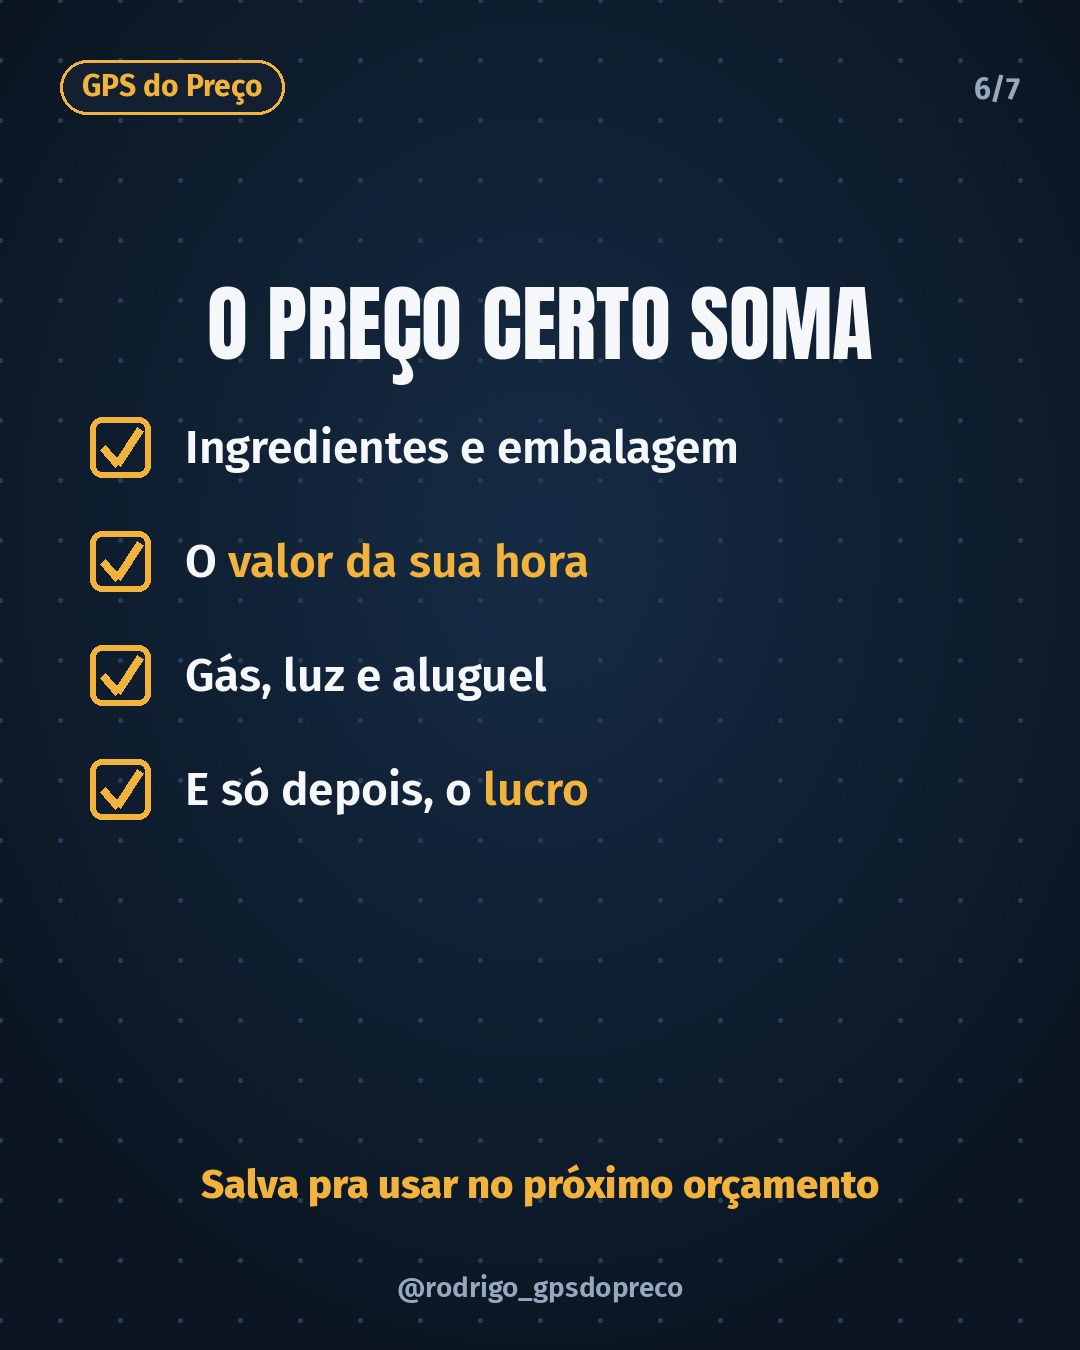 GPS do Preço
6/7
O PREÇO CERTO SOMA
Ingredientes e embalagem
O valor da sua hora
Gás, luz e aluguel
E só depois, o lucro
Salva pra usar no próximo orçamento
@rodrigo_gpsdopreco